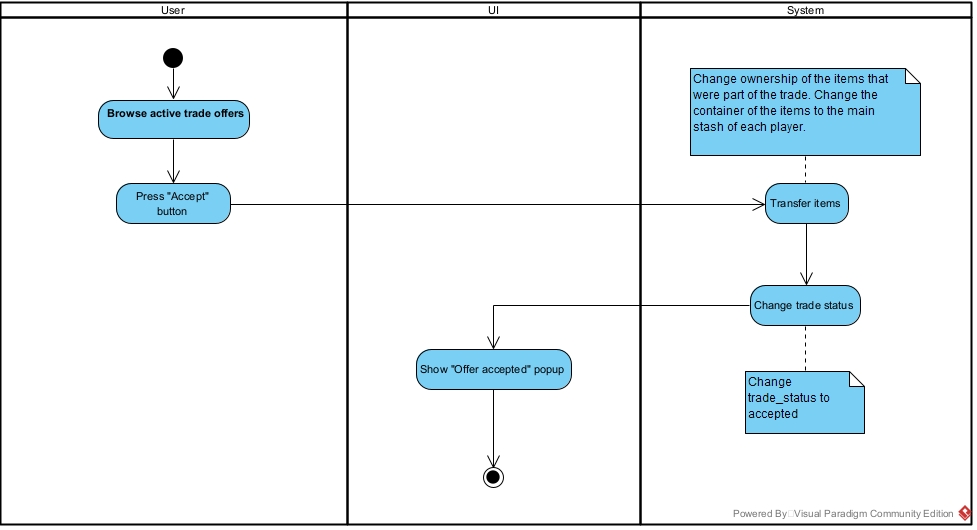 User
UI
System
Browse active trade offers
Press "Accept"
button
Change ownership of the items that
were part of the trade. Change the
container of the items to the main
stash of each player.
Transfer items
Change trade status
Show "Offer accepted" popup
Change
trade_status to
accepted
Powered By Visual Paradigm Community Edition